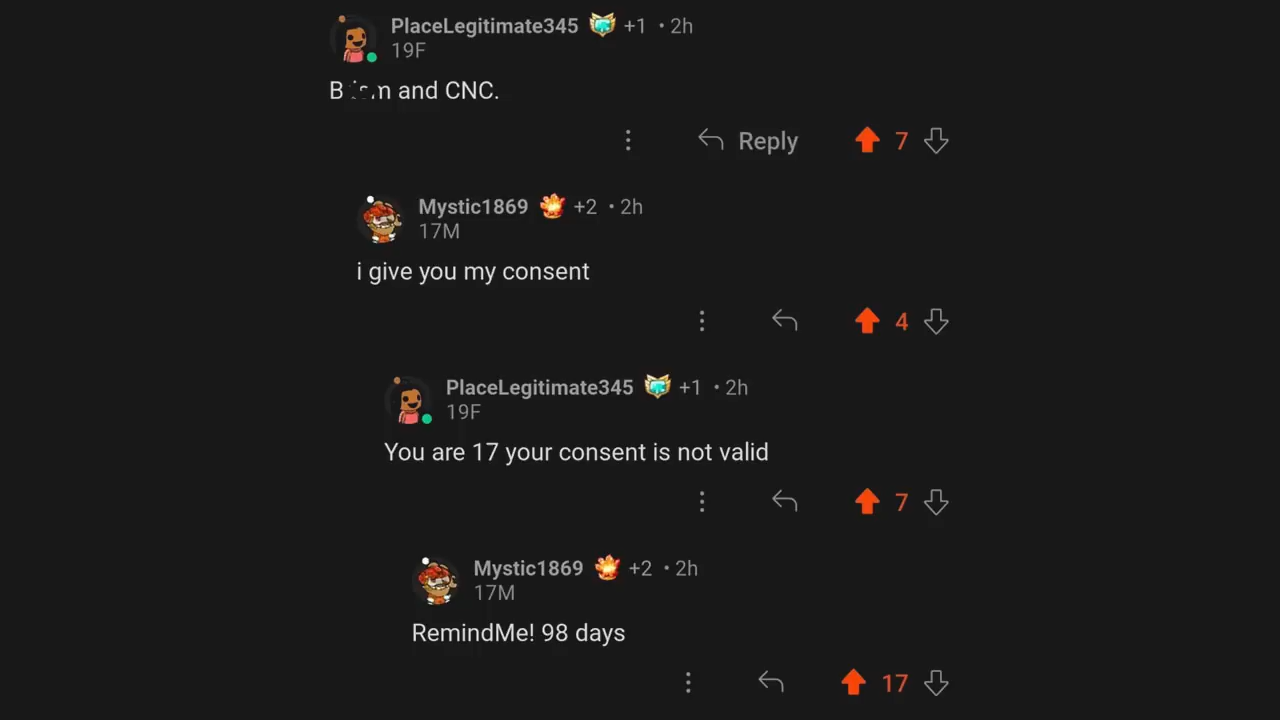 PlaceLegitimate345 +1 • 2h
19F
and CNC.
Reply 7
Mystic1869 +2 • 2h
17M
i give you my consent
4
PlaceLegitimate345 +1 • 2h
19F
You are 17 your consent is not valid
7
Mystic1869 +2 • 2h
17M
RemindMe! 98 days
17